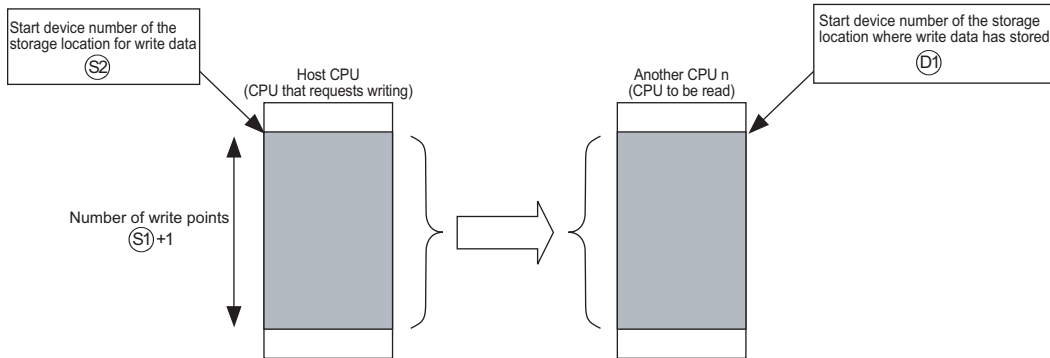 Start device number of the
storage location for write data
S2
Start device number of the storage
location where write data has stored
D1
Host CPU
(CPU that requests writing)
Another CPU n
(CPU to be read)
Number of write points
S1+1